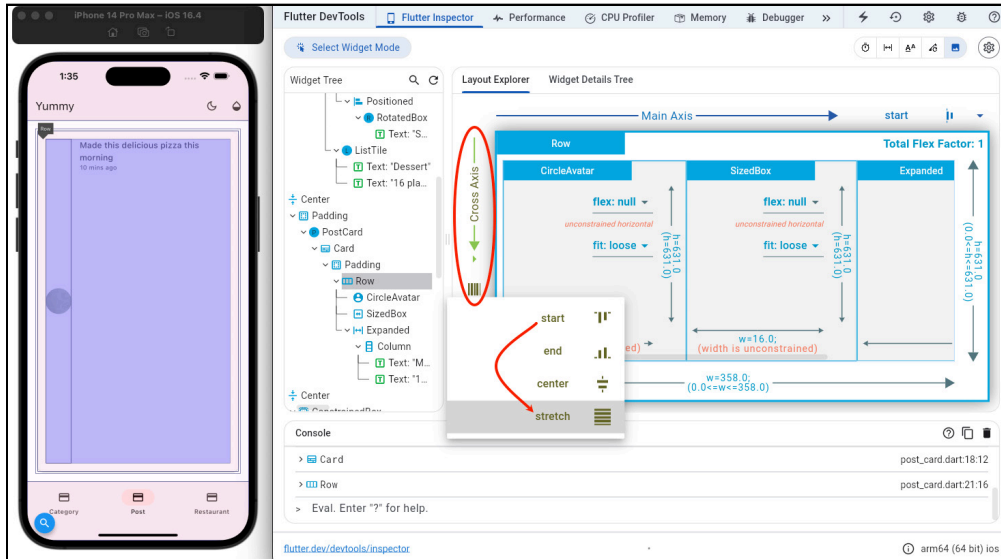 iPhone 14 Pro Max – iOS 16.4
1:35
Yummy
Row
Made this delicious pizza this
morning
10 mins ago
Category
Post
Restaurant
Flutter DevTools
Flutter Inspector
Performance
CPU Profiler
Memory
Debugger
Select Widget Mode
Widget Tree
Positioned
RotatedBox
Text: "S...
ListTile
Text: "Dessert"
Text: "16 pla...
Center
Padding
PostCard
Card
Padding
Row
CircleAvatar
SizedBox
Expanded
Column
Text: "M...
Text: "1...
Center
ConstrainedBox
Layout Explorer
Widget Details Tree
Main Axis
start
Cross Axis
Row
Total Flex Factor: 1
CircleAvatar
SizedBox
Expanded
flex: null
unconstrained horizontal
fit: loose
h=631.0
(h=631.0)
flex: null
unconstrained horizontal
fit: loose
h=631.0
(h=631.0)
h=631.0
(0.0<=h<=631.0)
ed)
w=16.0;
(width is unconstrained)
w=358.0;
(0.0<=w<=358.0)
start
end
center
stretch
Console
> Card
post_card.dart:18:12
> Row
post_card.dart:21:16
> Eval. Enter "?" for help.
flutter.dev/devtools/inspector
arm64 (64 bit) ios